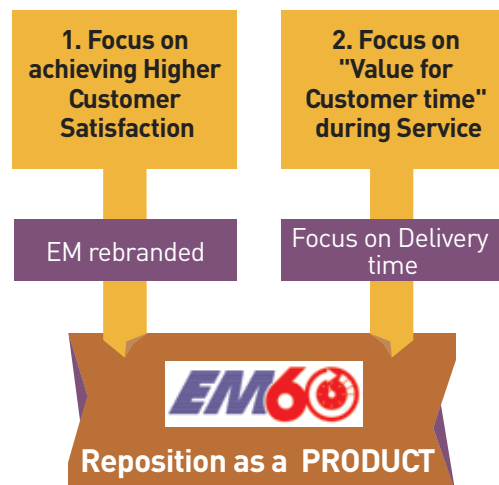 1. Focus on
achieving Higher
Customer
Satisfaction
2. Focus on
"Value for
Customer time"
during Service
EM rebranded
Focus on Delivery
time
EM60
Reposition as a PRODUCT